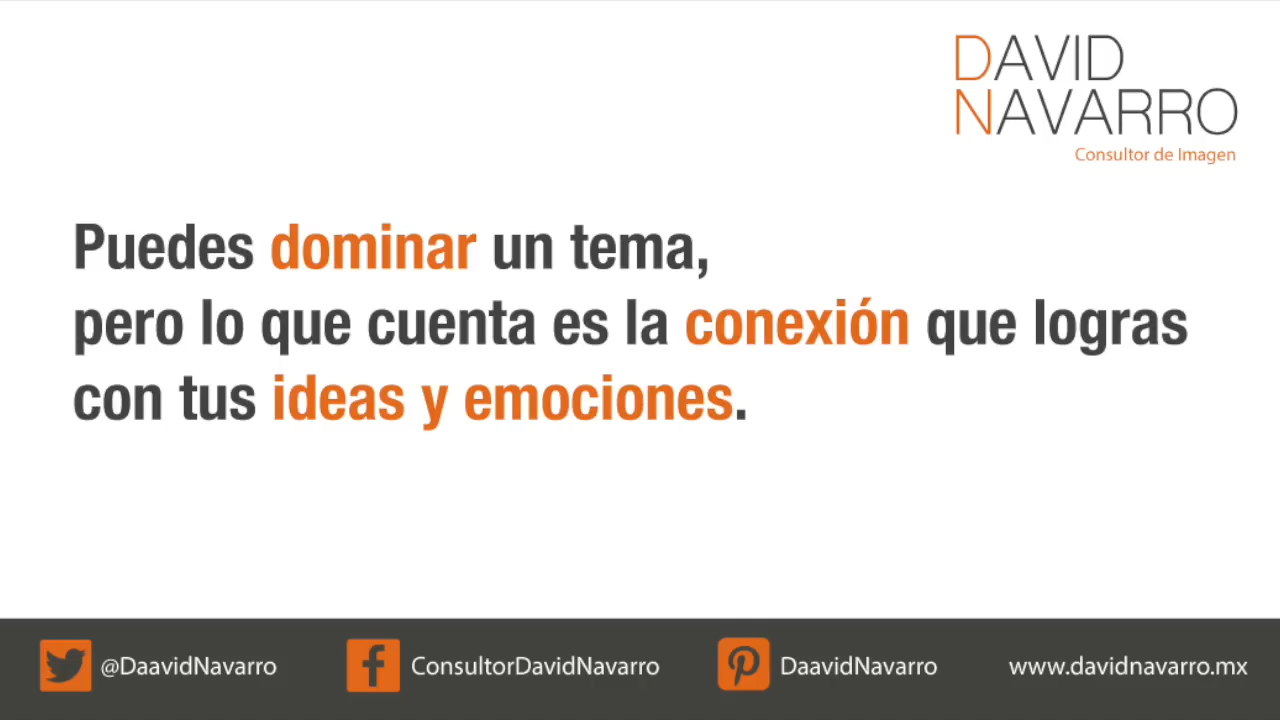 DAVID
NAVARRO
Consultor de Imagen
Puedes dominar un tema,
pero lo que cuenta es la conexión que logras
con tus ideas y emociones.
@DaavidNavarro ConsultorDavidNavarro DaavidNavarro www.davidnavarro.mx